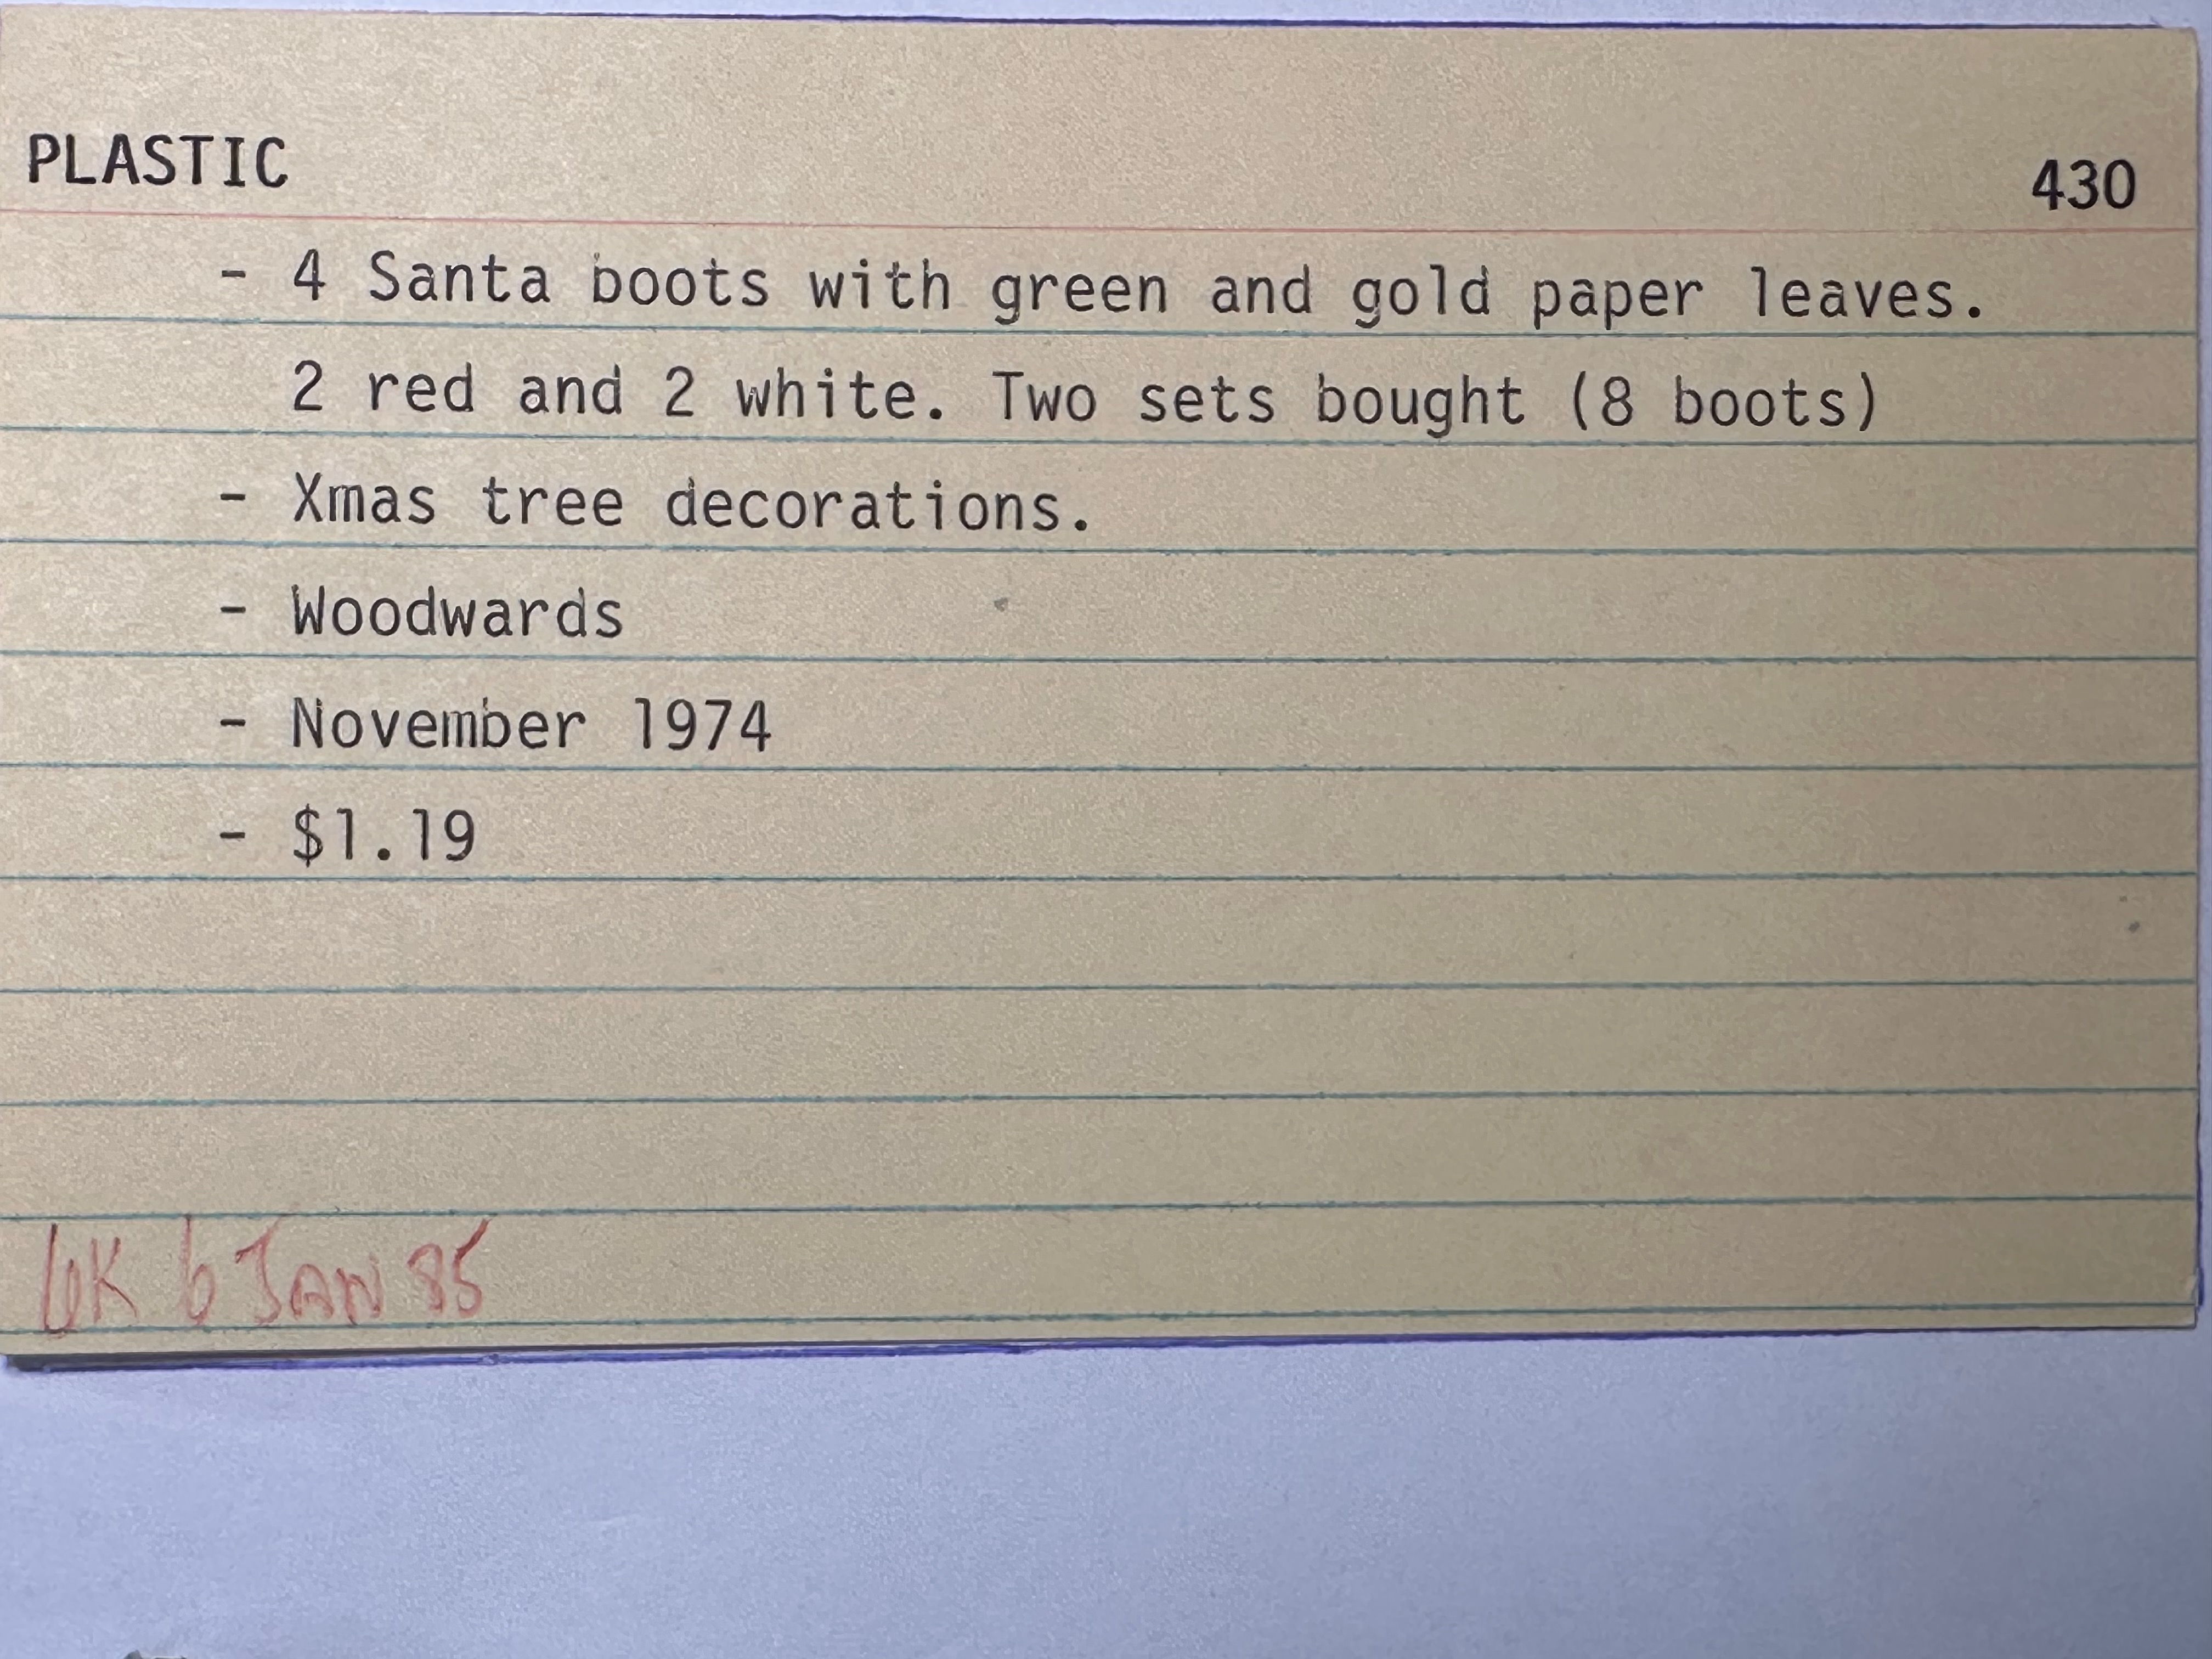 PLASTIC
430
- 4 Santa boots with green and gold paper leaves.
2 red and 2 white. Two sets bought (8 boots)
- Xmas tree decorations.
- Woodwards
- November 1974
- $1.19
6 JAN 85